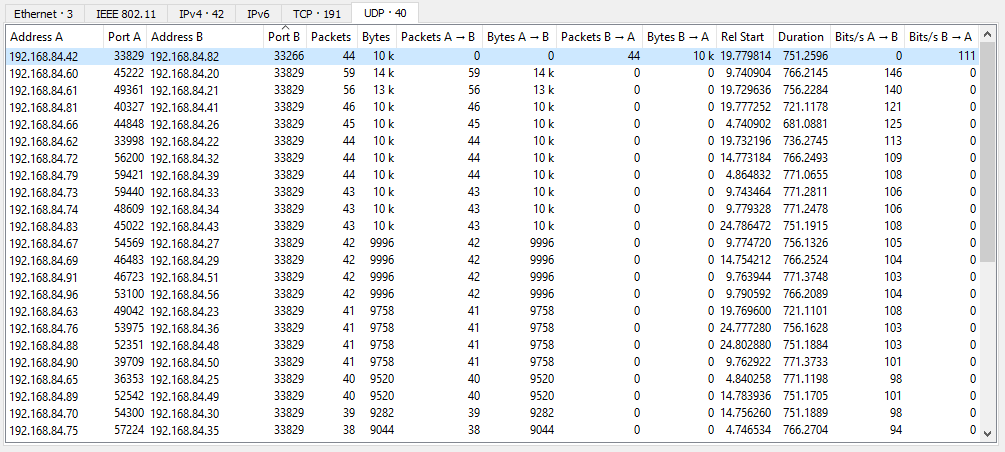 Ethernet · 3 IEEE 802.11 IPv4 · 42 IPv6 TCP · 191 UDP · 40
Address A Port A Address B Port B Packets Bytes Packets A → B Bytes A → B Packets B → A Bytes B → A Rel Start Duration Bits/s A → B Bits/s B → A
192.168.84.42 33829 192.168.84.82 33266 44 10 k 0 0 44 10 k 19.779814 751.2596 0 111
192.168.84.60 45222 192.168.84.20 33829 59 14 k 59 14 k 0 0 9.740904 766.2145 146 0
192.168.84.61 49361 192.168.84.21 33829 56 13 k 56 13 k 0 0 19.729636 756.2284 140 0
192.168.84.81 40327 192.168.84.41 33829 46 10 k 46 10 k 0 0 19.777252 721.1178 121 0
192.168.84.66 44848 192.168.84.26 33829 45 10 k 45 10 k 0 0 4.740902 681.0881 125 0
192.168.84.62 33998 192.168.84.22 33829 44 10 k 44 10 k 0 0 19.732196 736.2745 113 0
192.168.84.72 56200 192.168.84.32 33829 44 10 k 44 10 k 0 0 14.773184 766.2493 109 0
192.168.84.79 59421 192.168.84.39 33829 44 10 k 44 10 k 0 0 4.864832 771.0655 108 0
192.168.84.73 59440 192.168.84.33 33829 43 10 k 43 10 k 0 0 9.743464 771.2811 106 0
192.168.84.74 48609 192.168.84.34 33829 43 10 k 43 10 k 0 0 9.779328 771.2478 106 0
192.168.84.83 45022 192.168.84.43 33829 43 10 k 43 10 k 0 0 24.786472 751.1915 108 0
192.168.84.67 54569 192.168.84.27 33829 42 9996 42 9996 0 0 9.774720 756.1326 105 0
192.168.84.69 46483 192.168.84.29 33829 42 9996 42 9996 0 0 14.754212 766.2524 104 0
192.168.84.91 46723 192.168.84.51 33829 42 9996 42 9996 0 0 9.763944 771.3748 103 0
192.168.84.96 53100 192.168.84.56 33829 42 9996 42 9996 0 0 9.790592 766.2089 104 0
192.168.84.63 49042 192.168.84.23 33829 41 9758 41 9758 0 0 19.769600 721.1101 108 0
192.168.84.76 53975 192.168.84.36 33829 41 9758 41 9758 0 0 24.777280 756.1628 103 0
192.168.84.88 52351 192.168.84.48 33829 41 9758 41 9758 0 0 24.802880 751.1884 103 0
192.168.84.90 39709 192.168.84.50 33829 41 9758 41 9758 0 0 9.762922 771.3733 101 0
192.168.84.65 36353 192.168.84.25 33829 40 9520 40 9520 0 0 4.840258 771.1198 98 0
192.168.84.89 52542 192.168.84.49 33829 40 9520 40 9520 0 0 14.783936 751.1705 101 0
192.168.84.70 54300 192.168.84.30 33829 39 9282 39 9282 0 0 14.756260 751.1889 98 0
192.168.84.75 57224 192.168.84.35 33829 38 9044 38 9044 0 0 4.746534 766.2704 94 0